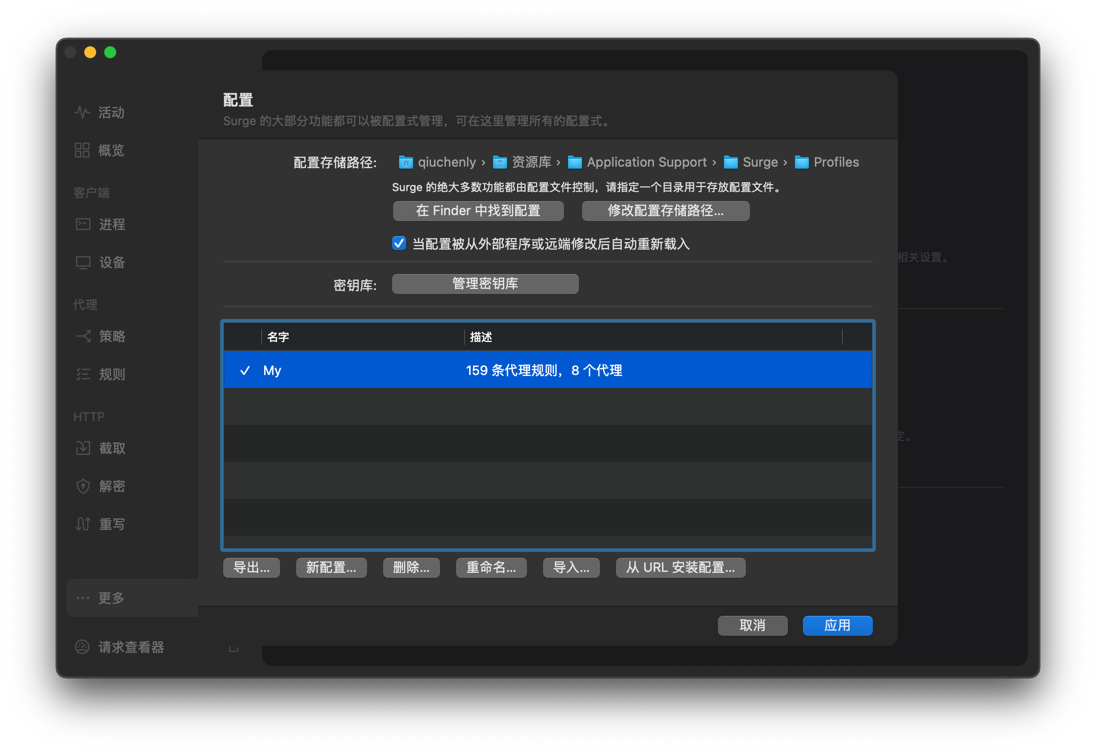 活动
概览
客户端
进程
设备
代理
策略
规则
HTTP
截取
解密
重写
更多
请求查看器
配置
Surge 的大部分功能都可以被配置式管理，可在这里管理所有的配置式。
配置存储路径: qiuchenly › 资源库 › Application Support › Surge › Profiles
Surge 的绝大多数功能都由配置文件控制，请指定一个目录用于存放配置文件。
在 Finder 中找到配置 修改配置存储路径...
当配置被从外部程序或远端修改后自动重新载入
密钥库: 管理密钥库
名字 描述
My 159 条代理规则，8 个代理
导出... 新配置... 删除... 重命名... 导入... 从 URL 安装配置...
取消 应用
相关设置。
定。